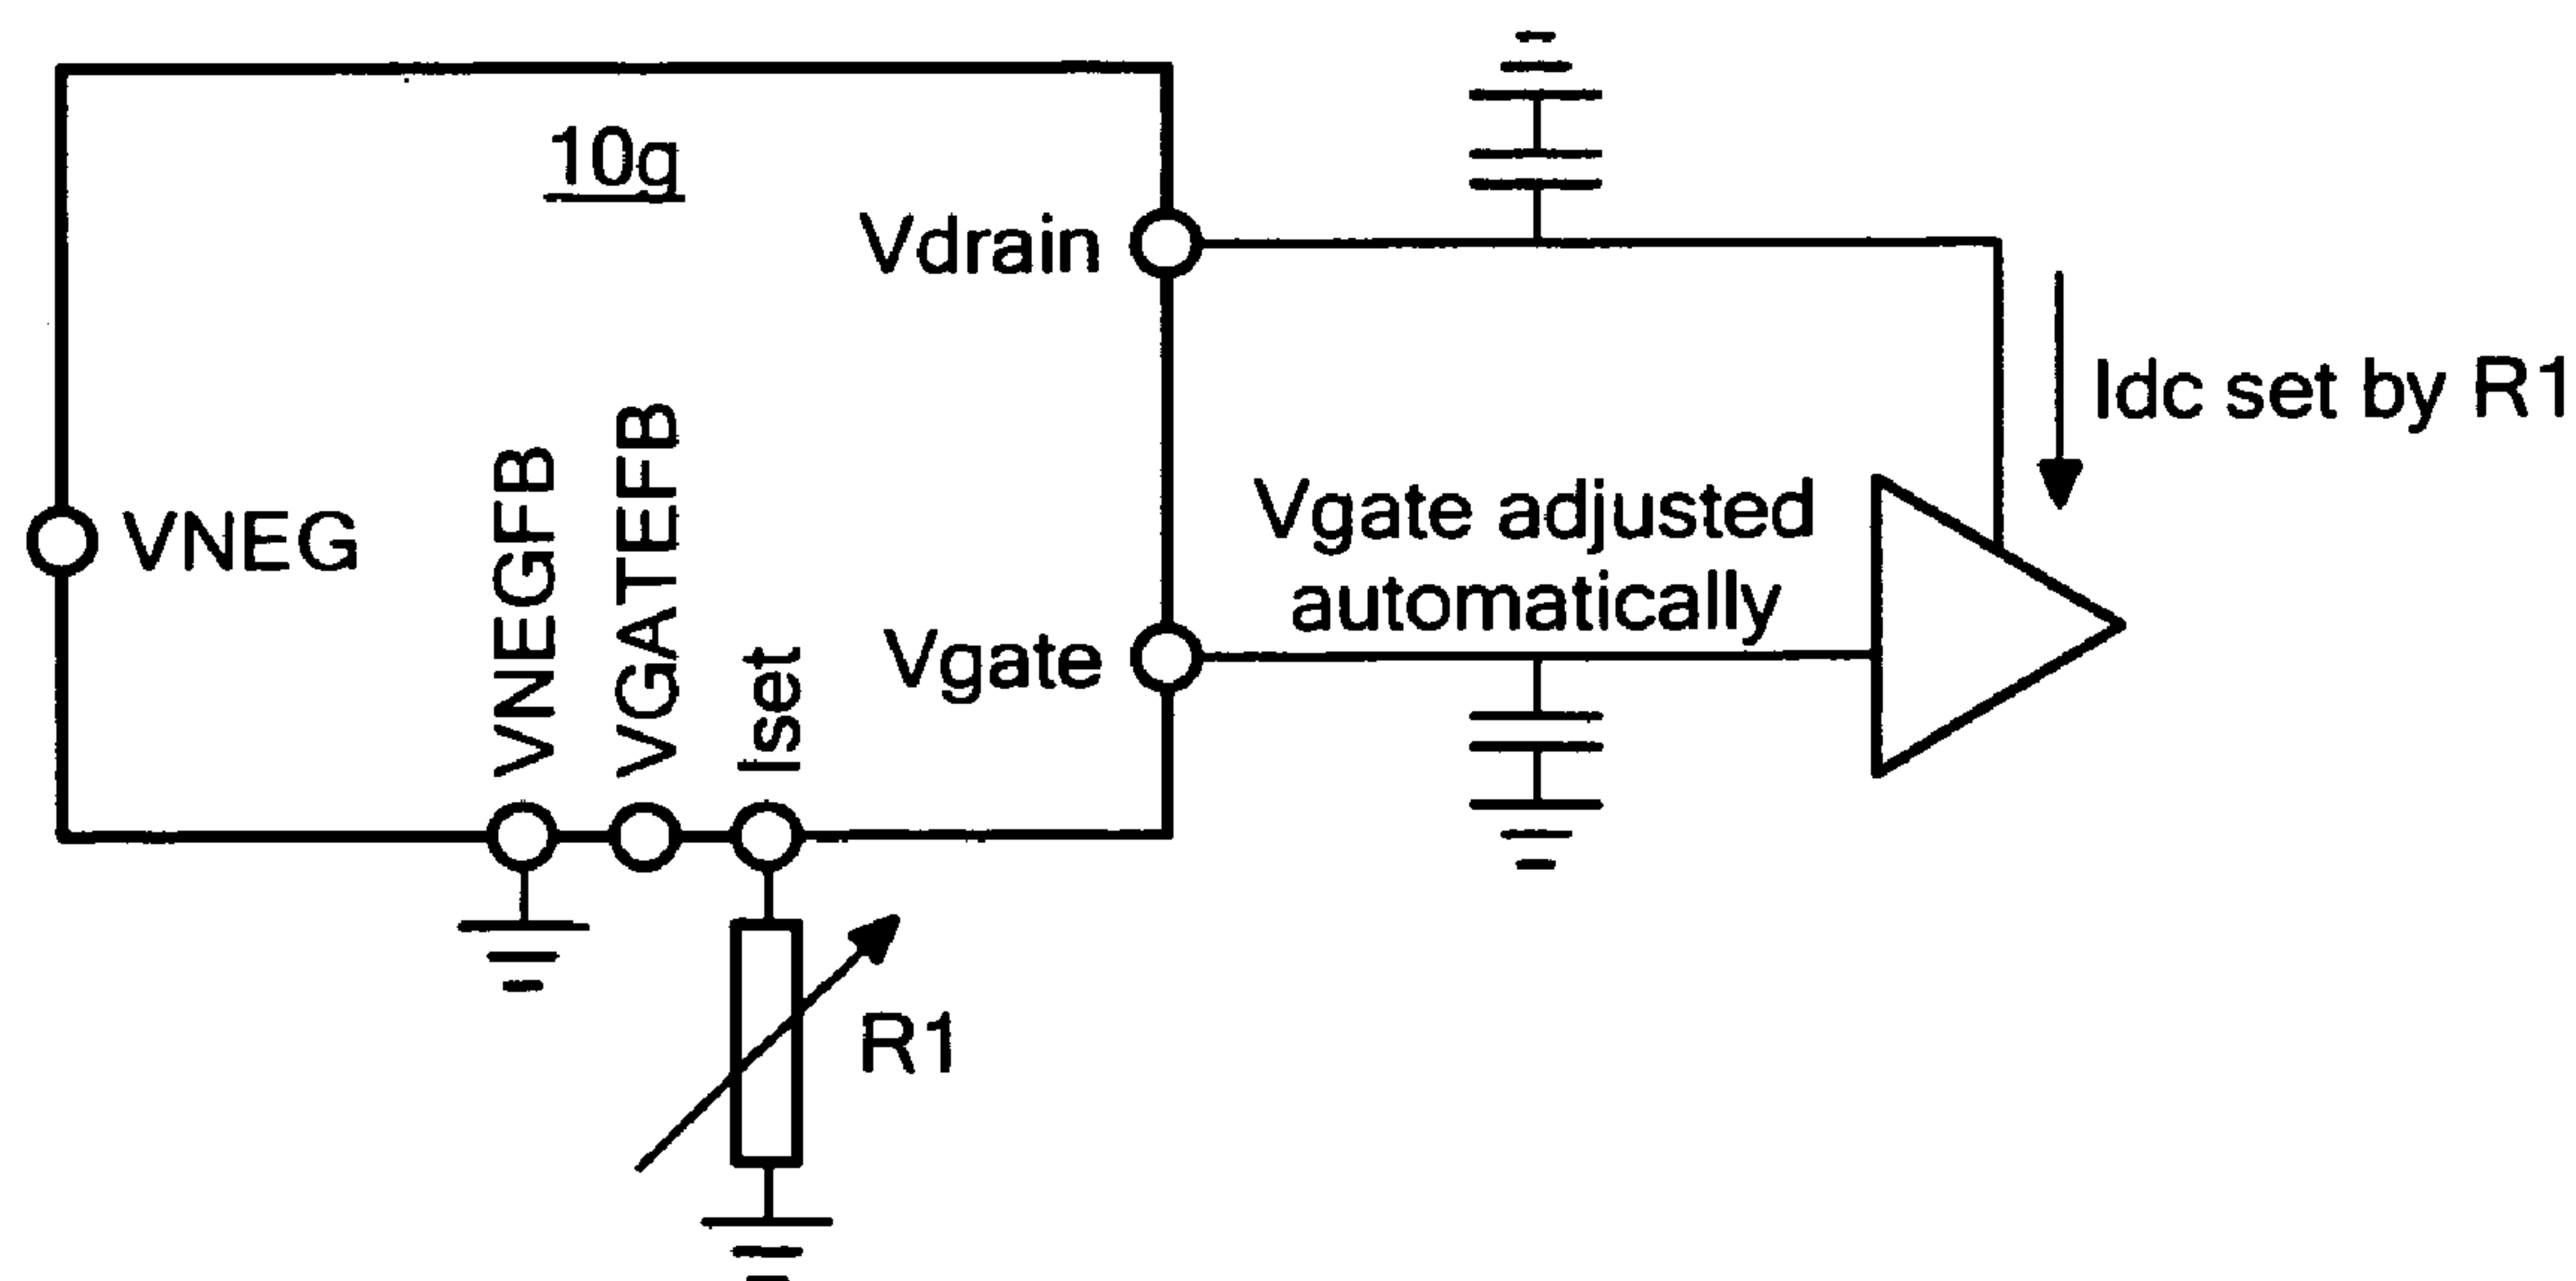 10g
Vdrain
Idc set by R1
VNEG
VNEGFB
VGATEFB
Iset
Vgate
Vgate adjusted
automatically
R1